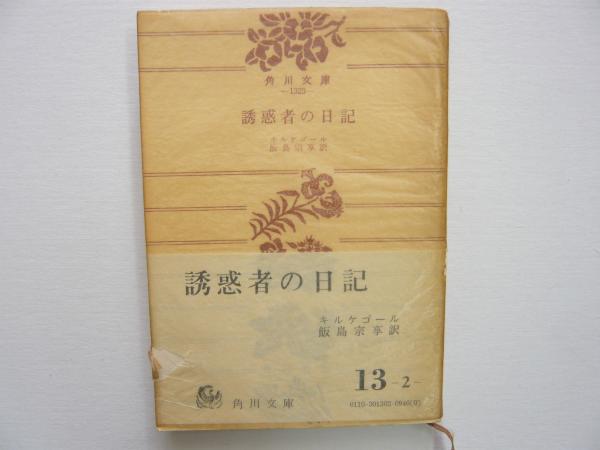 角川文庫
—1323—
誘惑者の日記
キルケゴール
飯島宗享訳
誘惑者の日記
キルケゴール
飯島宗享訳
13-2-
角川文庫